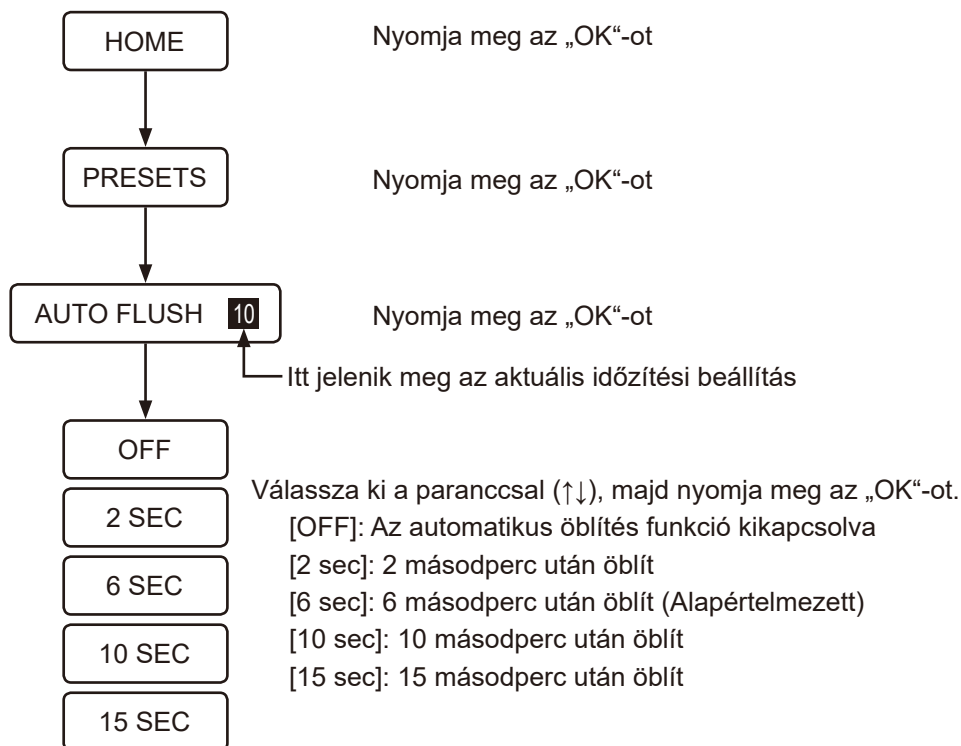 HOME
Nyomja meg az „OK“-ot
PRESETS
Nyomja meg az „OK“-ot
AUTO FLUSH 10
Nyomja meg az „OK“-ot
Itt jelenik meg az aktuális időzítési beállítás
OFF
2 SEC
6 SEC
10 SEC
15 SEC
Válassza ki a paranccsal (↑↓), majd nyomja meg az „OK“-ot.
[OFF]: Az automatikus öblítés funkció kikapcsolva
[2 sec]: 2 másodperc után öblít
[6 sec]: 6 másodperc után öblít (Alapértelmezett)
[10 sec]: 10 másodperc után öblít
[15 sec]: 15 másodperc után öblít